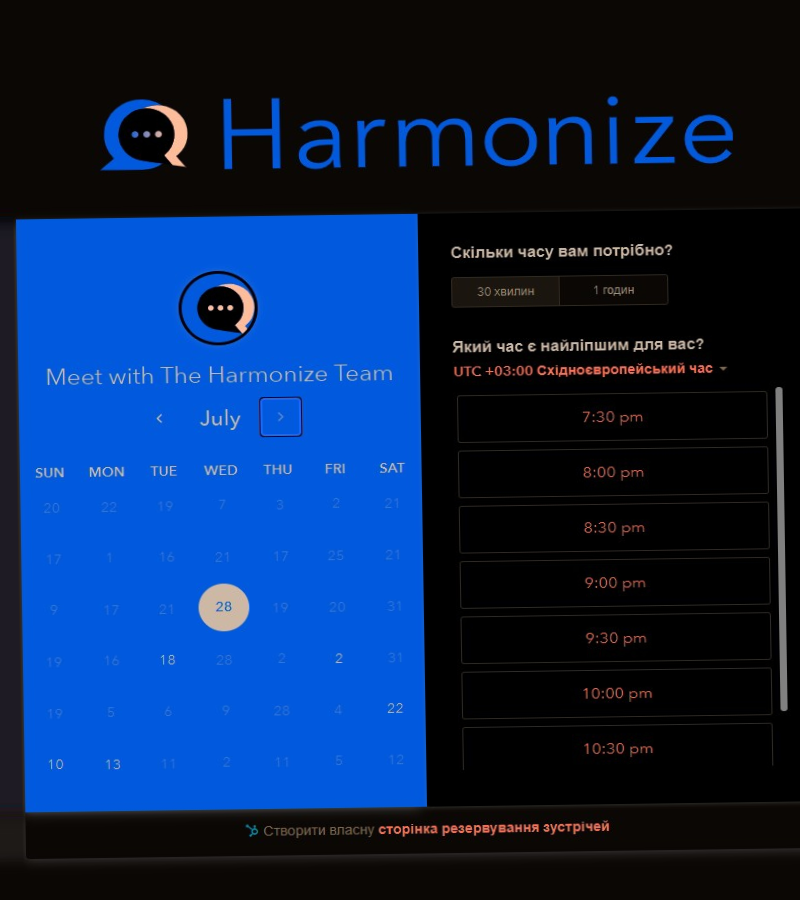 Harmonize
Meet with The Harmonize Team
July
SUN MON TUE WED THU FRI SAT
20 22 19 7 3 2 21
17 1 16 21 17 25 21
9 17 21 28 19 20 31
19 16 18 28 2 2 31
19 5 6 9 28 4 22
10 13 11 2 11 5 12
Скільки часу вам потрібно?
30 хвилин 1 годин
Який час є найліпшим для вас?
UTC +03:00 Східноєвропейський час
7:30 pm
8:00 pm
8:30 pm
9:00 pm
9:30 pm
10:00 pm
10:30 pm
Створити власну сторінка резервування зустрічей